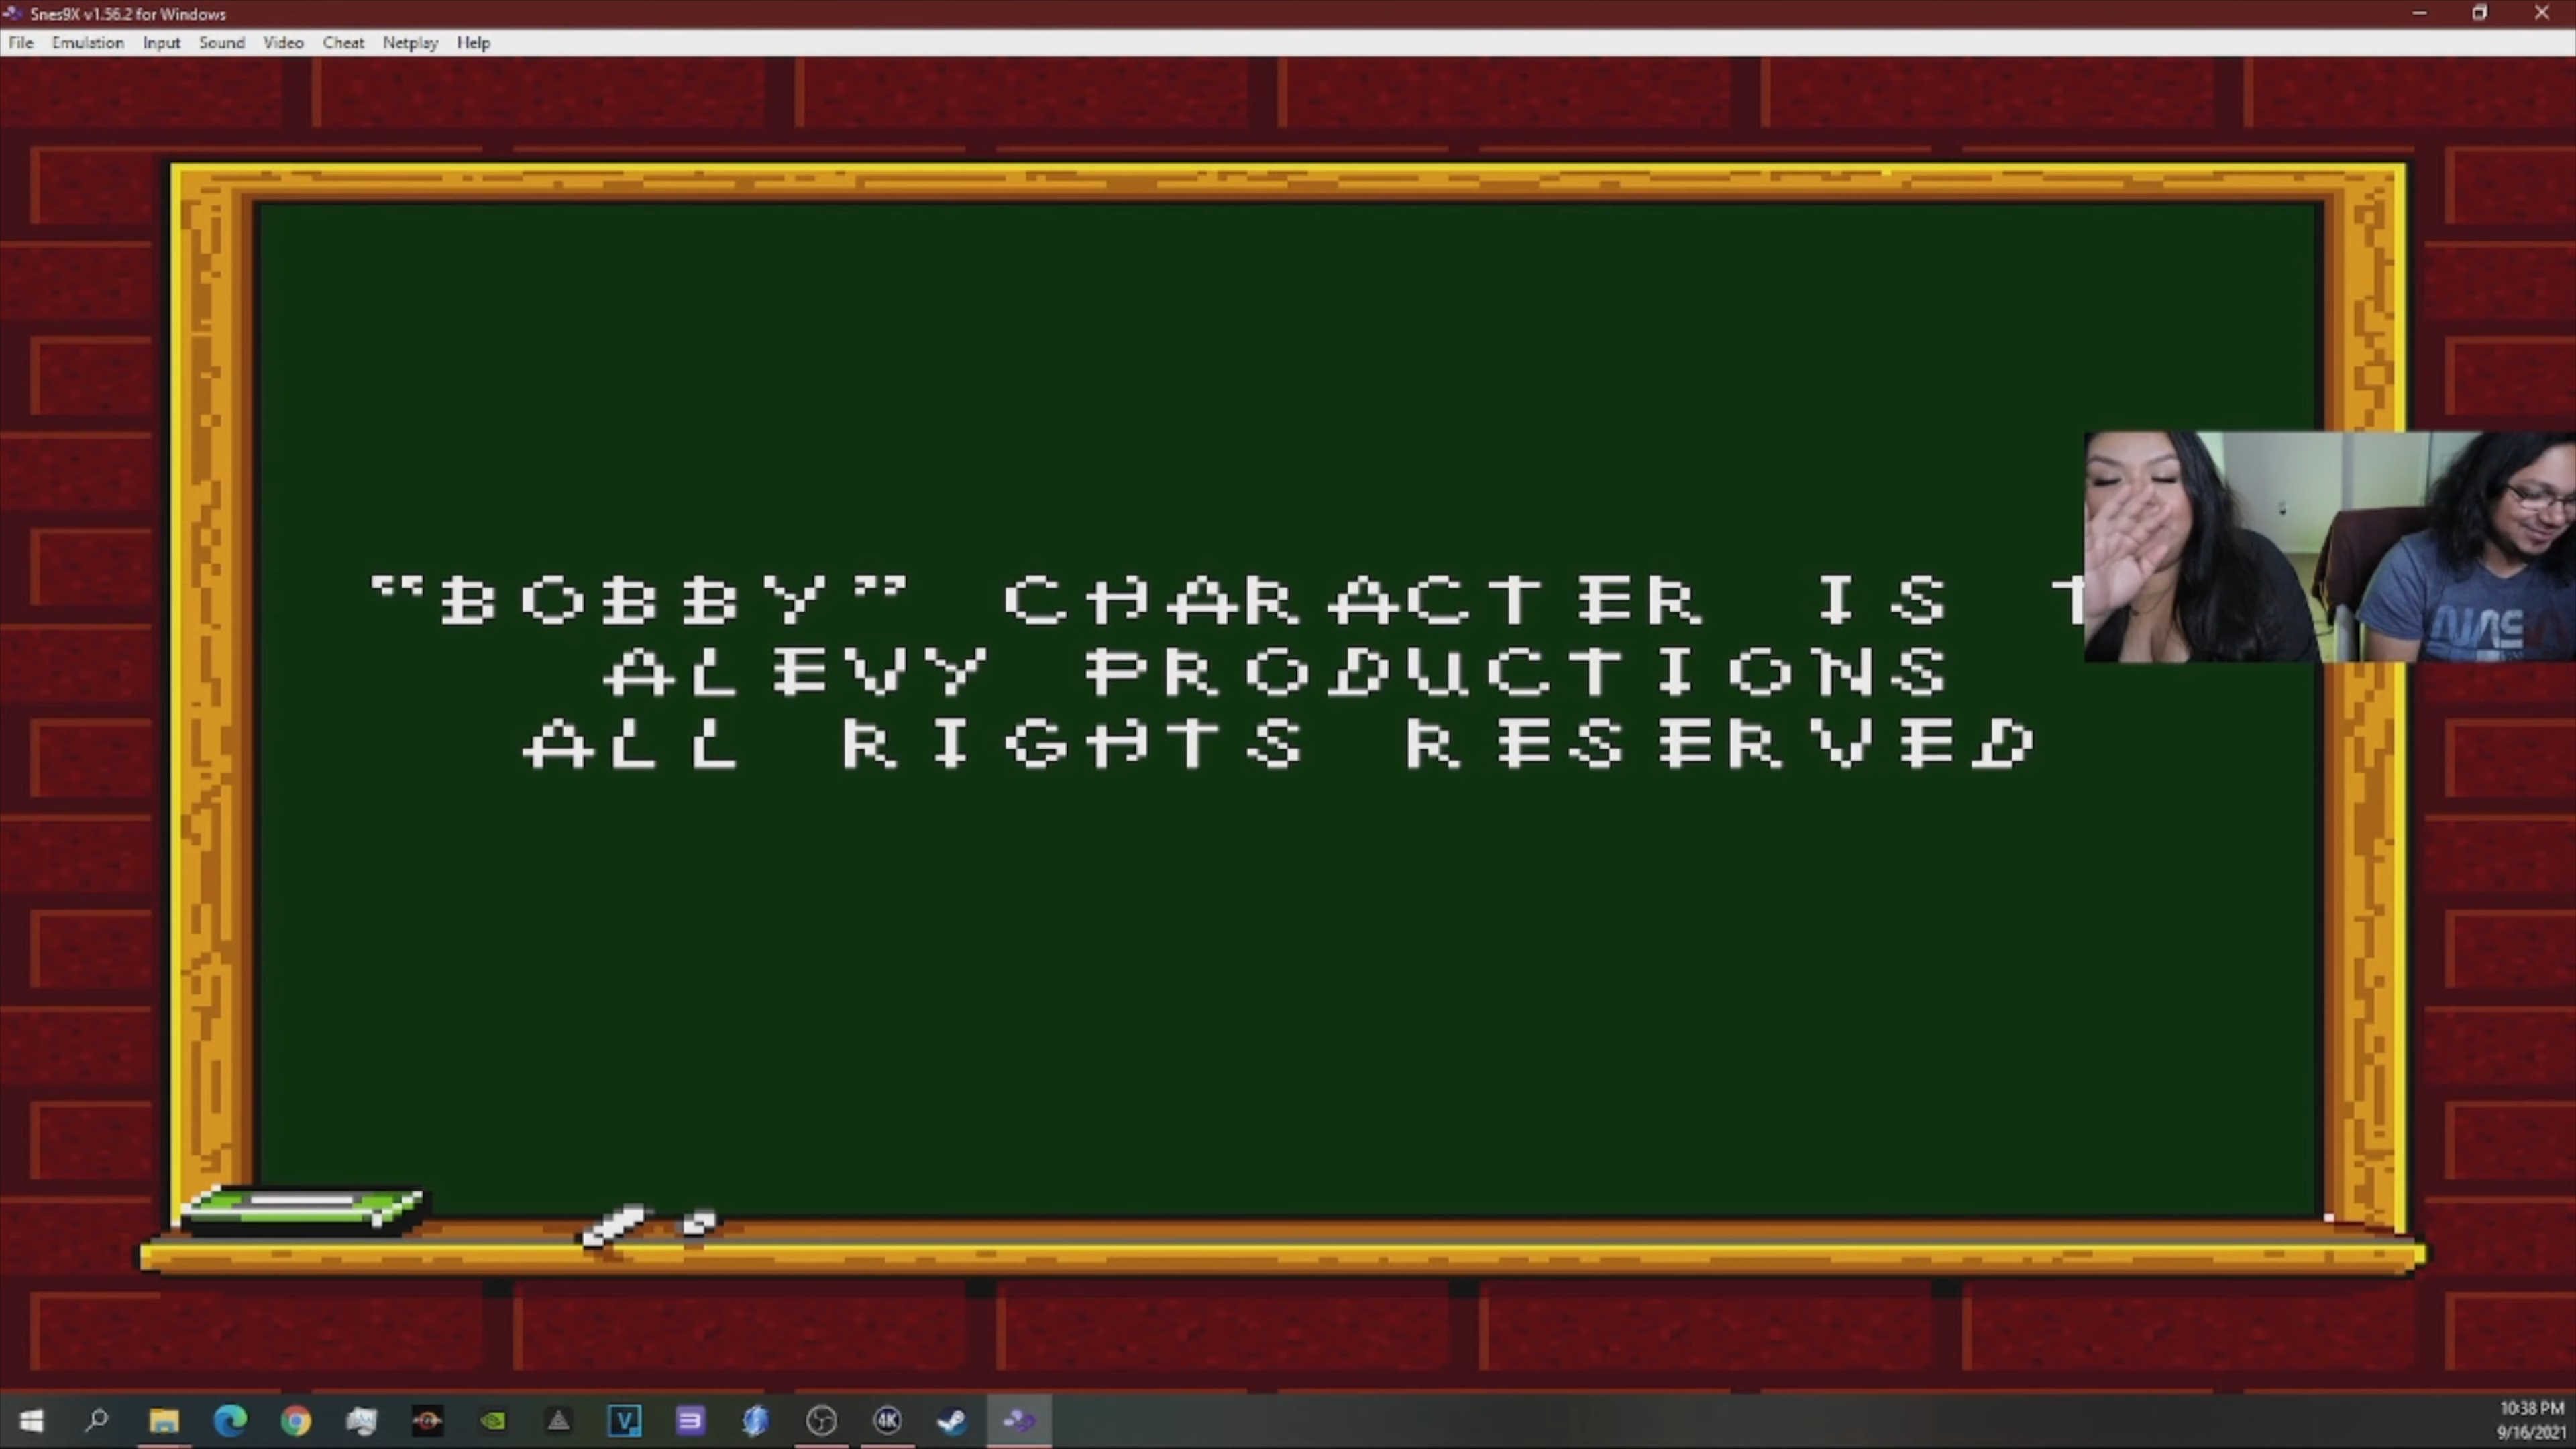 Snes9X v1.56.2 for Windows
File Emulation Input Sound Video Cheat Netplay Help
"BOBBY" CHARACTER IS
ALEVY PRODUCTIONS
ALL RIGHTS RESERVED
V
4K
10:38 PM
9/16/2021